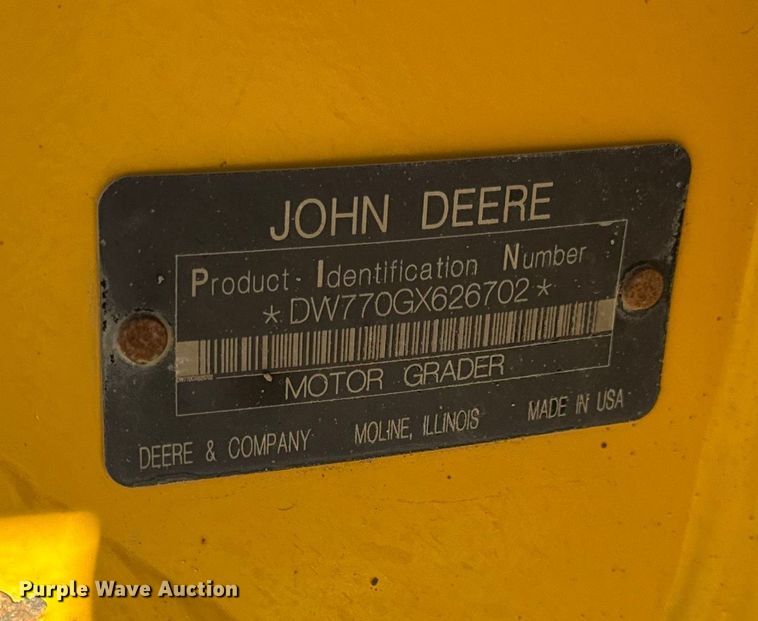 JOHN DEERE
Product Identification Number
*DW770GX626702*
MOTOR GRADER
DEERE & COMPANY MOLINE, ILLINOIS MADE IN USA
Purple Wave Auction